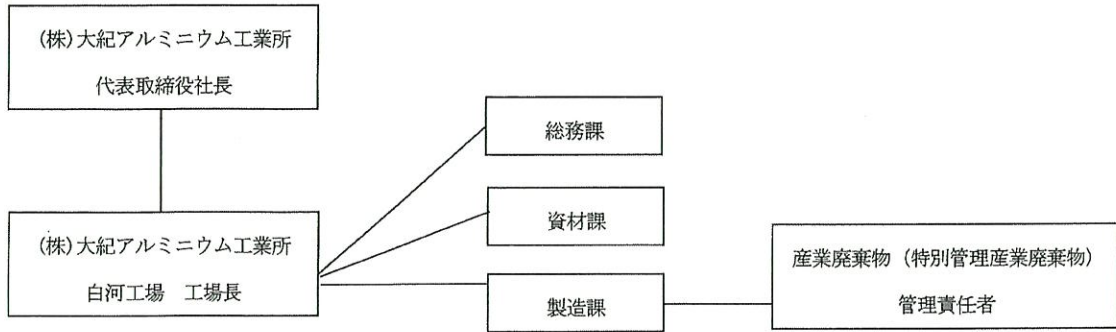 (株)大紀アルミニウム工業所
代表取締役社長
総務課
資材課
(株)大紀アルミニウム工業所
白河工場　工場長
製造課
産業廃棄物（特別管理産業廃棄物）
管理責任者